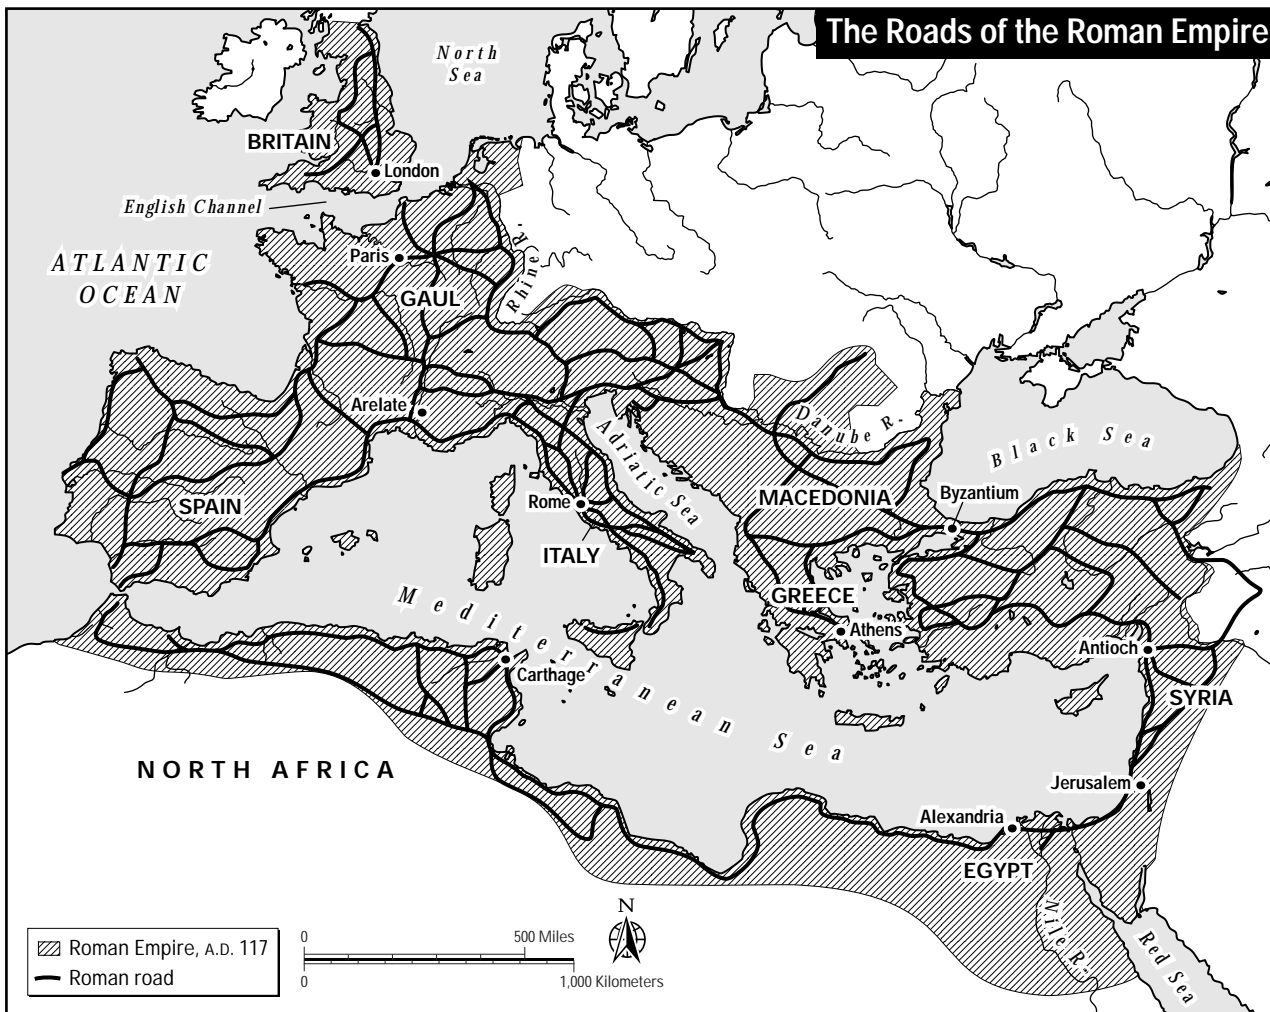 The Roads of the Roman Empire
North
Sea
BRITAIN
London
English Channel
ATLANTIC
OCEAN
Paris
Rhine R.
GAUL
Arelate
Danube R.
Adriatic Sea
Black Sea
SPAIN
Rome
ITALY
MACEDONIA
Byzantium
GREECE
Athens
Mediterranean Sea
Antioch
Carthage
SYRIA
NORTH AFRICA
Jerusalem
Alexandria
EGYPT
Nile R.
Red Sea
Roman Empire, A.D. 117
Roman road
0 500 Miles
0 1,000 Kilometers
N